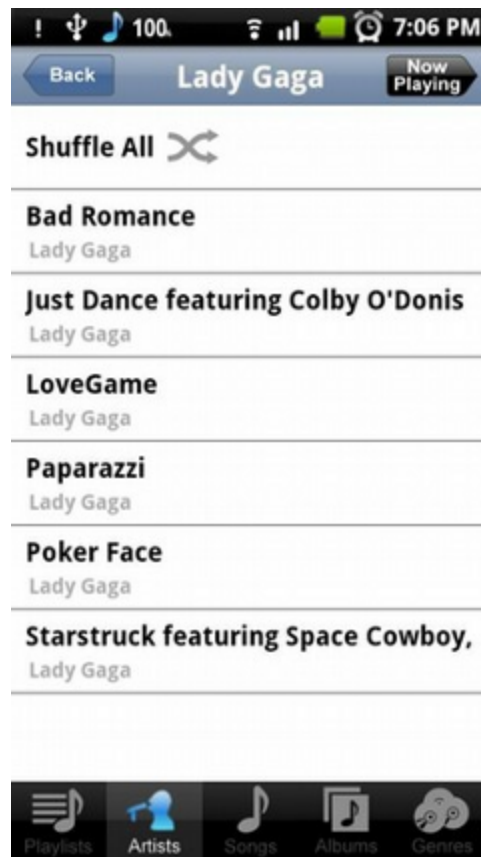 ! 100. 7:06 PM
Back Lady Gaga Now
Playing
Shuffle All
Bad Romance
Lady Gaga
Just Dance featuring Colby O'Donis
Lady Gaga
LoveGame
Lady Gaga
Paparazzi
Lady Gaga
Poker Face
Lady Gaga
Starstruck featuring Space Cowboy,
Lady Gaga
Playlists Artists Songs Albums Genres